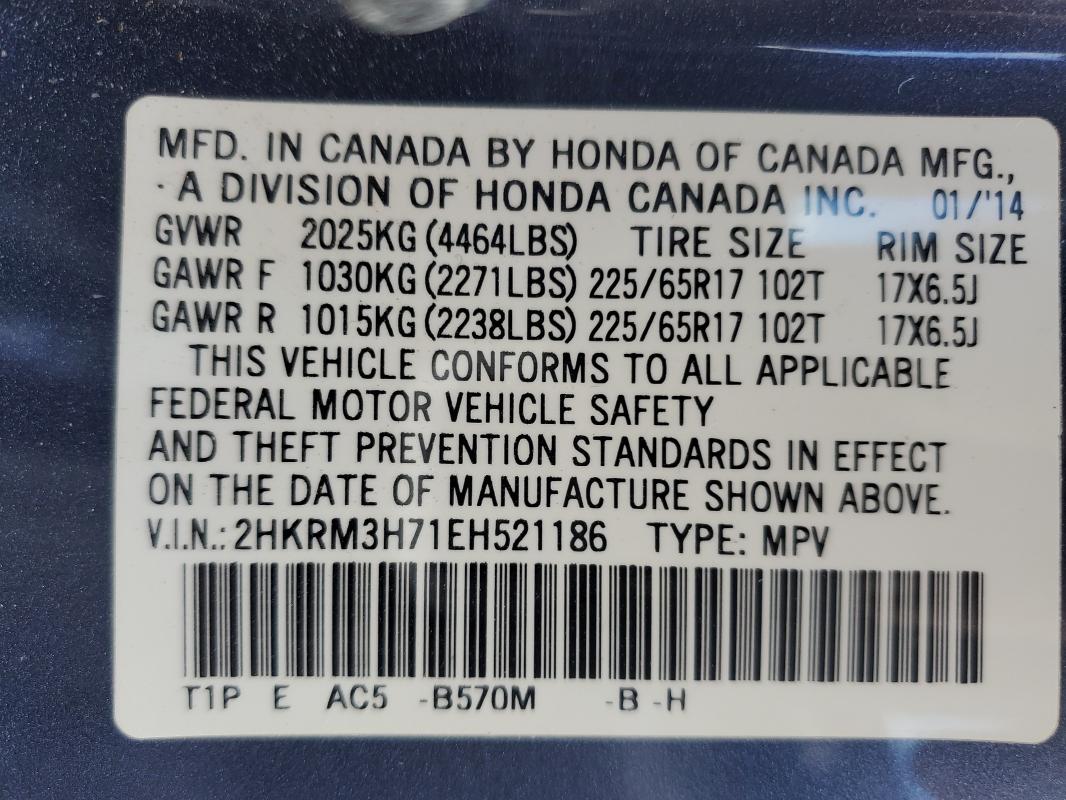 MFD. IN CANADA BY HONDA OF CANADA MFG.,
A DIVISION OF HONDA CANADA INC. 01/'14
GVWR 2025KG (4464LBS) TIRE SIZE RIM SIZE
GAWR F 1030KG (2271LBS) 225/65R17 102T 17X6.5J
GAWR R 1015KG (2238LBS) 225/65R17 102T 17X6.5J
THIS VEHICLE CONFORMS TO ALL APPLICABLE
FEDERAL MOTOR VEHICLE SAFETY
AND THEFT PREVENTION STANDARDS IN EFFECT
ON THE DATE OF MANUFACTURE SHOWN ABOVE.
V.I.N.: 2HKRM3H71EH521186 TYPE: MPV
T1P E AC5 -B570M -B -H